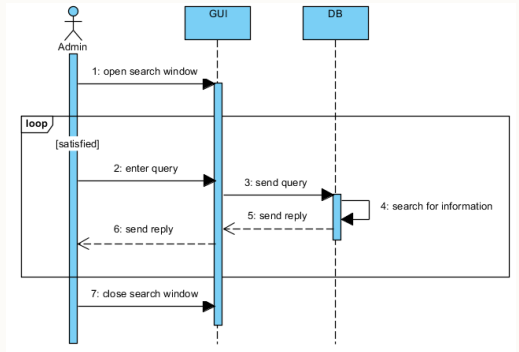 GUI
DB
Admin
1: open search window
loop
[satisfied]
2: enter query
3: send query
4: search for information
5: send reply
6: send reply
7: close search window